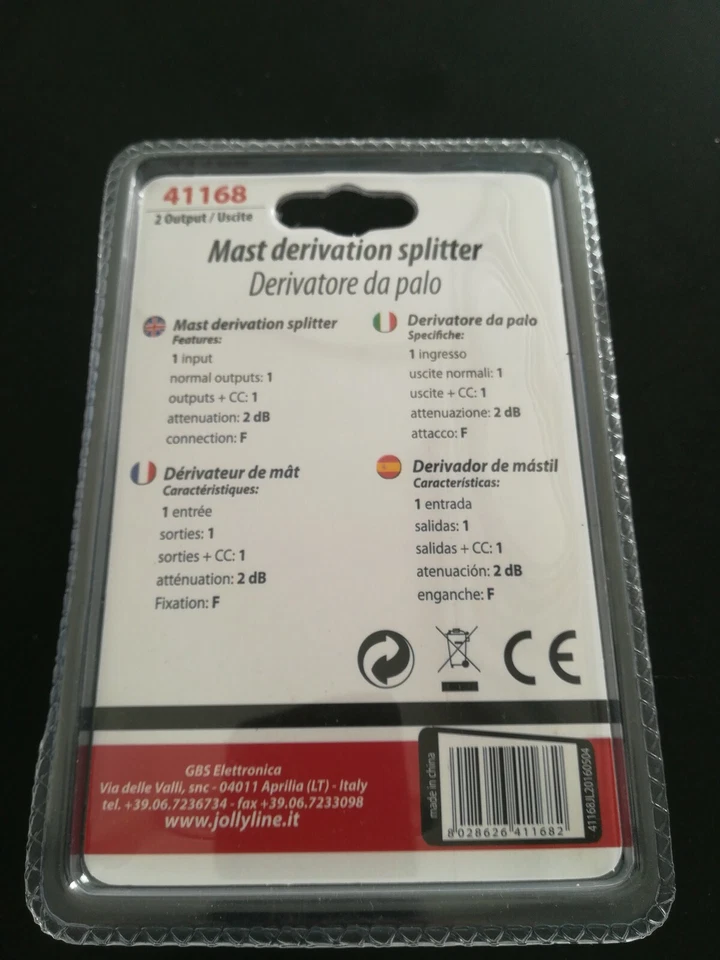 41168
2 Output / Uscite
Mast derivation splitter
Derivatore da palo
Mast derivation splitter
Features:
1 input
normal outputs: 1
outputs + CC: 1
attenuation: 2 dB
connection: F
Derivatore da palo
Specifiche:
1 ingresso
uscite normali: 1
uscite + CC: 1
attenuazione: 2 dB
attacco: F
Dérivateur de mât
Caractéristiques:
1 entrée
sorties: 1
sorties + CC: 1
atténuation: 2 dB
Fixation: F
Derivador de mástil
Características:
1 entrada
salidas: 1
salidas + CC: 1
atenuación: 2 dB
enganche: F
CE
GBS Elettronica
Via delle Valli, snc - 04011 Aprilia (LT) - Italy
tel. +39.06.7236734 - fax +39.06.7233098
www.jollyline.it
made in china
8 028626 411682
41168JL20160504